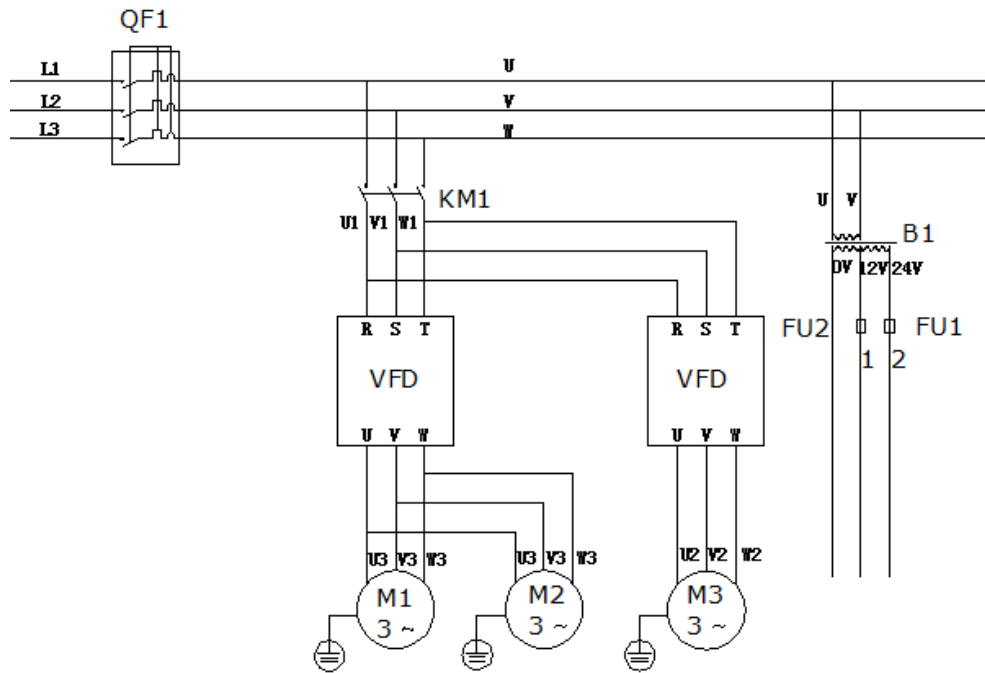 QF1
L1 U
L2 V
L3 W
KM1
U1 V1 W1
U V
B1
0V 12V 24V
R S T
R S T
FU2 FU1
1 2
VFD
VFD
U V W
U V W
U3 V3 W3
U3 V3 W3
U2 V2 W2
M1
3 ~
M2
3 ~
M3
3 ~